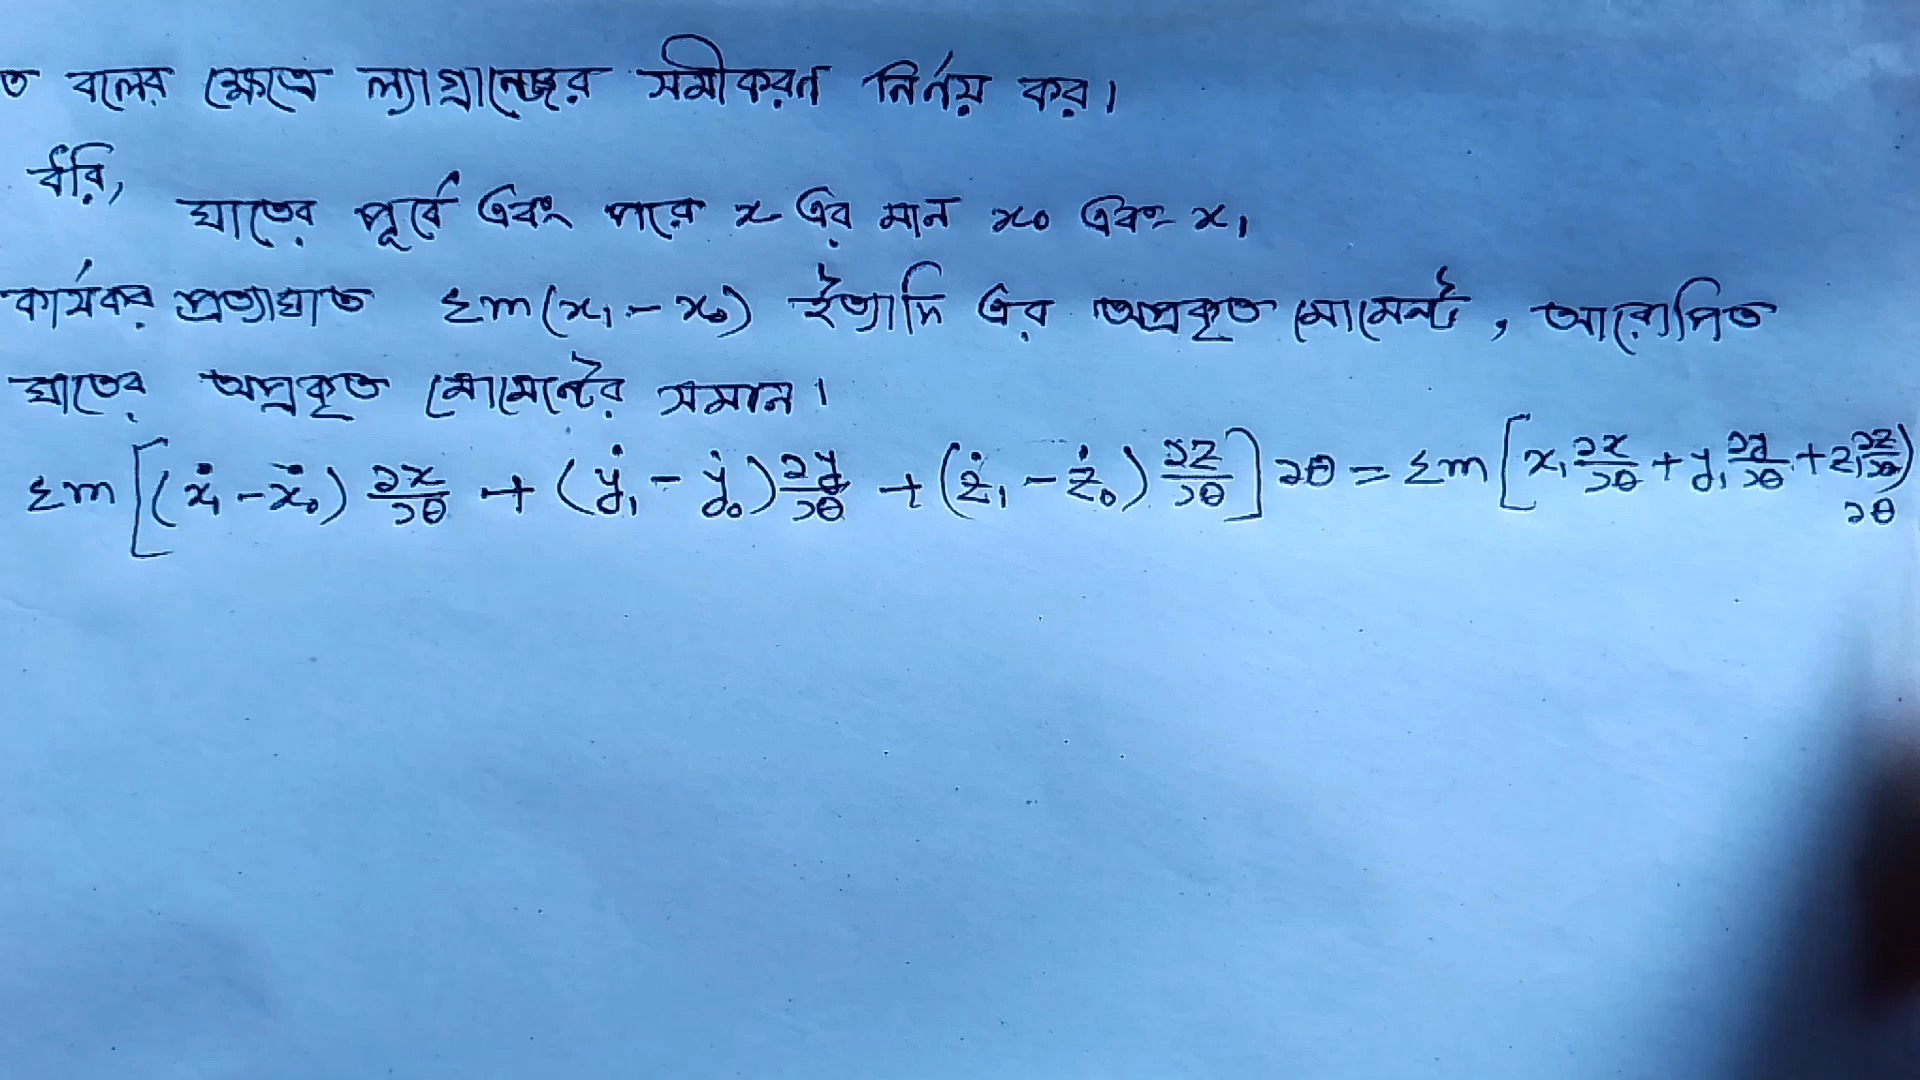 ত বলের ক্ষেত্রে ল্যাগ্রান্জের সমীকরণ নির্ণয় কর।
ধরি,
ঘাতের পূর্বে এবং পরে x এর মান x₀ এবং x₁
কার্যকর প্রত্যাঘাত Σm(x₁ - x₀) ইত্যাদি এর অপ্রকৃত মোমেন্ট, আরোপিত
ঘাতের অপ্রকৃত মোমেন্টের সমান।
Σm[(ẋ₁ - ẋ₀) ∂x/∂θ + (ẏ₁ - ẏ₀) ∂y/∂θ + (ż₁ - ż₀) ∂z/∂θ] ∂θ = Σm[x₁ ∂x/∂θ + y₁ ∂y/∂θ + z₁ ∂z/∂θ]
∂θ